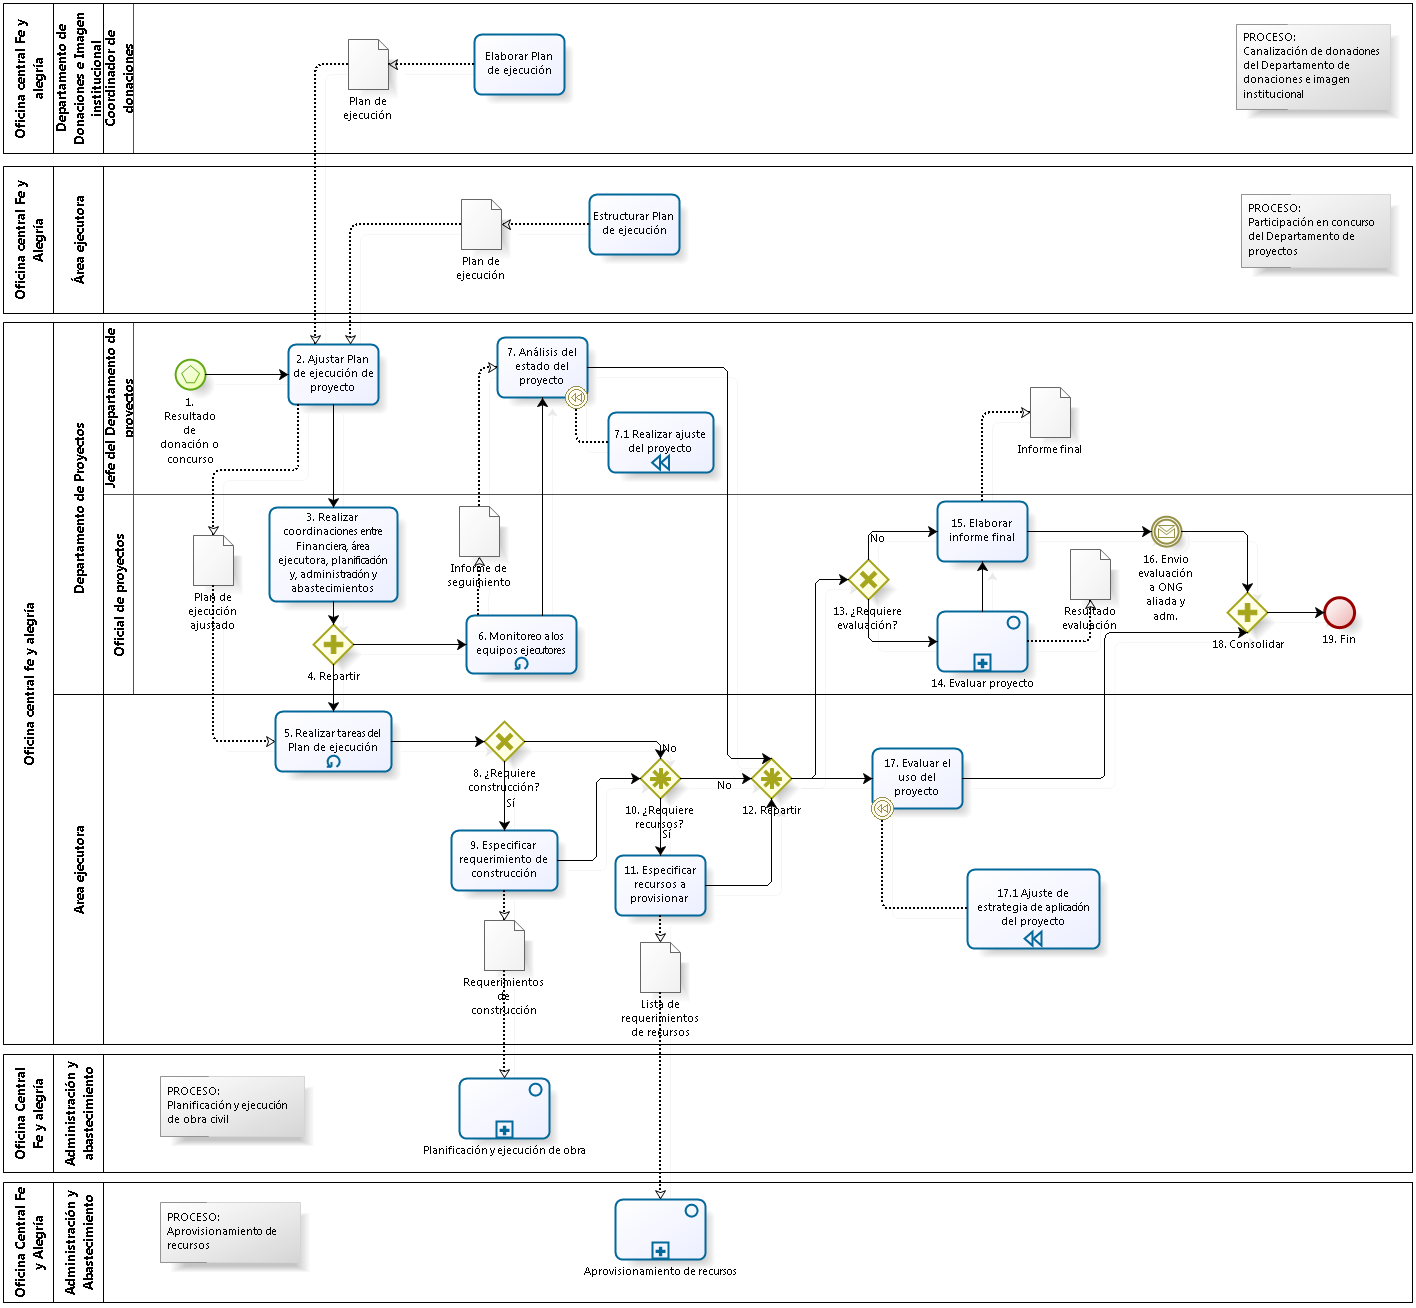 Oficina central Fe y
alegría
Departamento de
Donaciones e Imagen
institucional
Coordinador de
donaciones
Plan de
ejecución
Elaborar Plan
de ejecución
PROCESO:
Canalización de donaciones
del Departamento de
donaciones e imagen
institucional
Oficina central Fe y
Alegría
Área ejecutora
Plan de
ejecución
Estructurar Plan
de ejecución
PROCESO:
Participación en concurso
del Departamento de
proyectos
Oficina central fe y alegría
Departamento de Proyectos
Jefe del Departamento de
proyectos
1.
Resultado
de
donación o
concurso
2. Ajustar Plan
de ejecución de
proyecto
7. Análisis del
estado del
proyecto
7.1 Realizar ajuste
del proyecto
Informe final
Oficial de proyectos
Plan de
ejecución
ajustado
3. Realizar
coordinaciones entre
Financiera, área
ejecutora, planificación
y, administración y
abastecimientos
4. Repartir
Informe de
seguimiento
6. Monitoreo a los
equipos ejecutores
No
13. ¿Requiere
evaluación?
15. Elaborar
informe final
14. Evaluar proyecto
Resultado
evaluación
16. Envio
evaluación
a ONG
aliada y
adm.
18. Consolidar
19. Fin
Area ejecutora
5. Realizar tareas del
Plan de ejecución
8. ¿Requiere
construcción?
Sí
No
9. Especificar
requerimiento de
construcción
10. ¿Requiere
recursos?
Sí
No
11. Especificar
recursos a
provisionar
12. Repartir
17. Evaluar el
uso del
proyecto
17.1 Ajuste de
estrategia de aplicación
del proyecto
Requerimientos
de
construcción
Lista de
requerimientos
de recursos
Oficina Central
Fe y alegría
Administración y
abastecimiento
PROCESO:
Planificación y ejecución
de obra civil
Planificación y ejecución de obra
Oficina Central Fe
y Alegría
Administración y
Abastecimiento
PROCESO:
Aprovisionamiento de
recursos
Aprovisionamiento de recursos